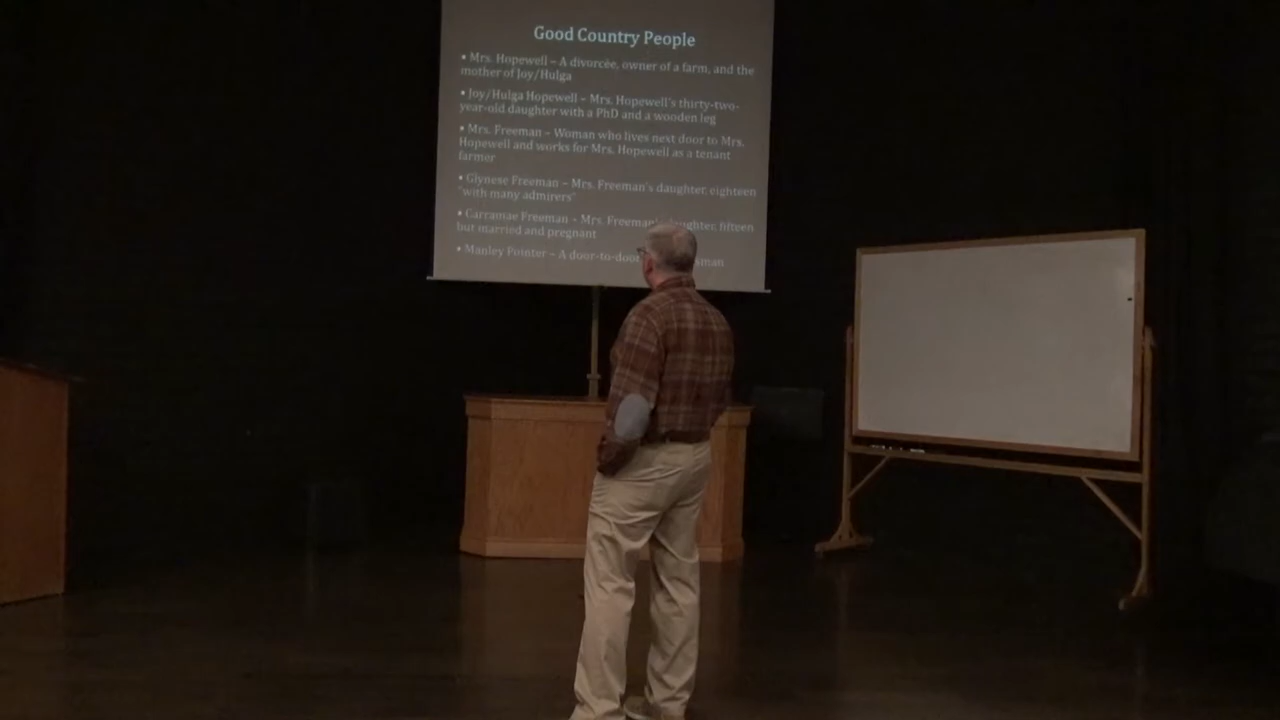 Good Country People
• Mrs. Hopewell – A divorcée, owner of a farm, and the
mother of Joy/Hulga
• Joy/Hulga Hopewell – Mrs. Hopewell's thirty-two-
year-old daughter with a PhD and a wooden leg
• Mrs. Freeman – Woman who lives next door to Mrs.
Hopewell and works for Mrs. Hopewell as a tenant
farmer
• Glynese Freeman – Mrs. Freeman's daughter, eighteen
"with many admirers"
• Carramae Freeman – Mrs. Freeman's daughter, fifteen
but married and pregnant
• Manley Pointer – A door-to-door